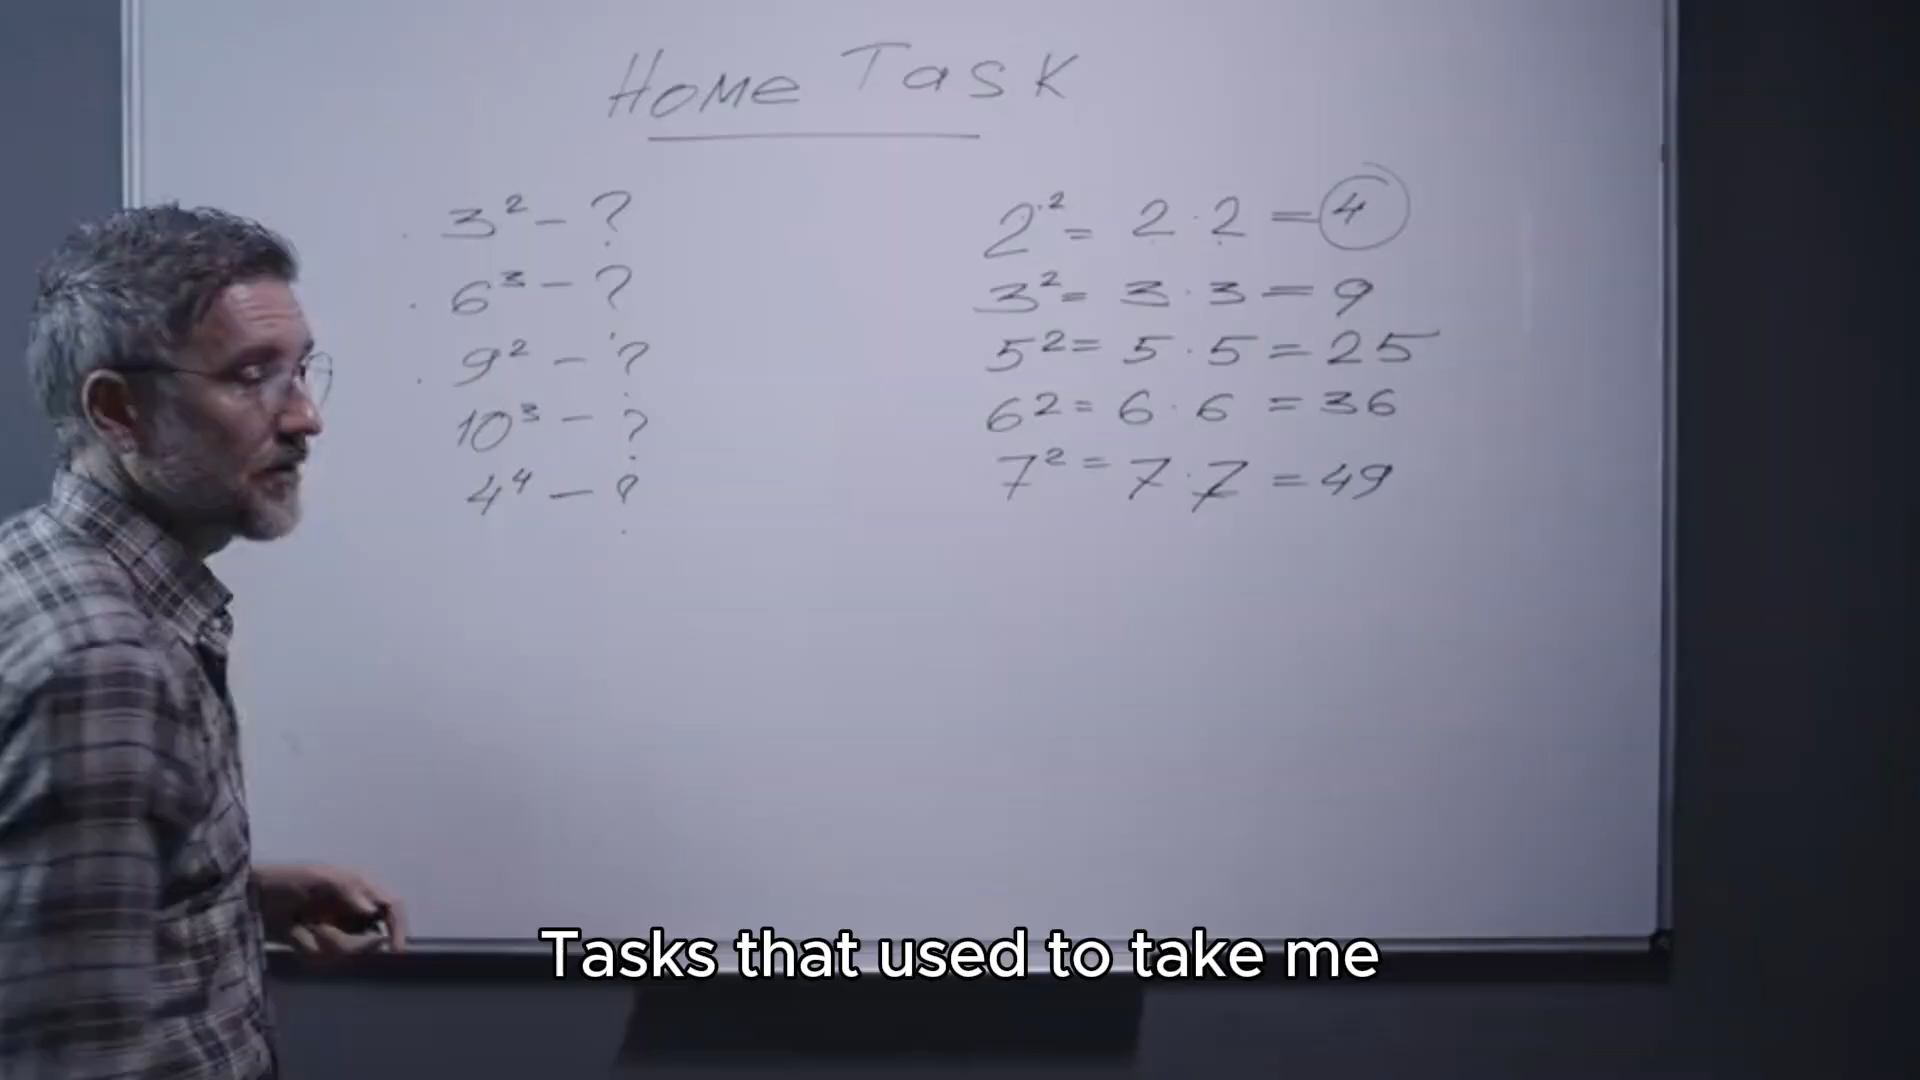 Home Task
3² - ?
6³ - ?
9² - ?
10³ - ?
4⁴ - ?
2² = 2 · 2 = 4
3² = 3 · 3 = 9
5² = 5 · 5 = 25
6² = 6 · 6 = 36
7² = 7 · 7 = 49
Tasks that used to take me